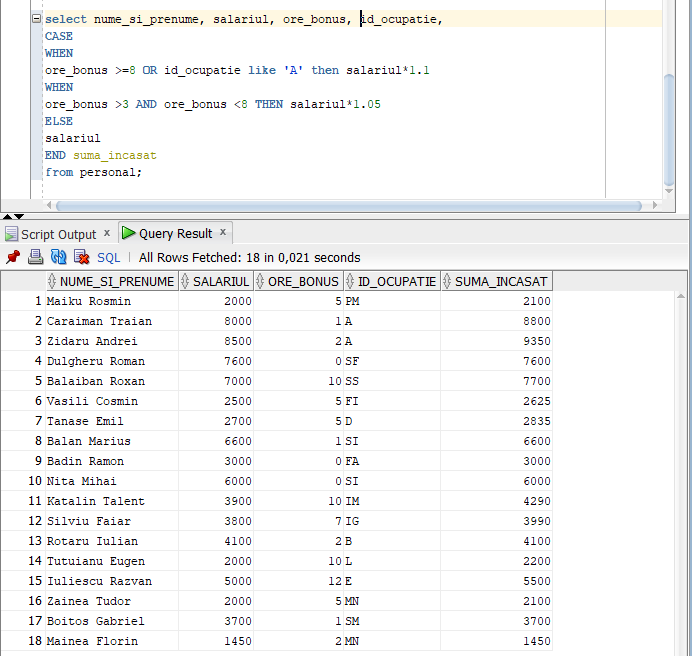 select nume_si_prenume, salariul, ore_bonus, id_ocupatie,
CASE
WHEN
ore_bonus >=8 OR id_ocupatie like 'A' then salariul*1.1
WHEN
ore_bonus >3 AND ore_bonus <8 THEN salariul*1.05
ELSE
salariul
END suma_incasat
from personal;
Script Output x Query Result x
SQL | All Rows Fetched: 18 in 0,021 seconds
NUME_SI_PRENUME SALARIUL ORE_BONUS ID_OCUPATIE SUMA_INCASAT
1 Maiku Rosmin 2000 5 PM 2100
2 Caraiman Traian 8000 1 A 8800
3 Zidaru Andrei 8500 2 A 9350
4 Dulgheru Roman 7600 0 SF 7600
5 Balaiban Roxan 7000 10 SS 7700
6 Vasili Cosmin 2500 5 FI 2625
7 Tanase Emil 2700 5 D 2835
8 Balan Marius 6600 1 SI 6600
9 Badin Ramon 3000 0 FA 3000
10 Nita Mihai 6000 0 SI 6000
11 Katalin Talent 3900 10 IM 4290
12 Silviu Faiar 3800 7 IG 3990
13 Rotaru Iulian 4100 2 B 4100
14 Tutuianu Eugen 2000 10 L 2200
15 Iuliescu Razvan 5000 12 E 5500
16 Zainea Tudor 2000 5 MN 2100
17 Boitos Gabriel 3700 1 SM 3700
18 Mainea Florin 1450 2 MN 1450